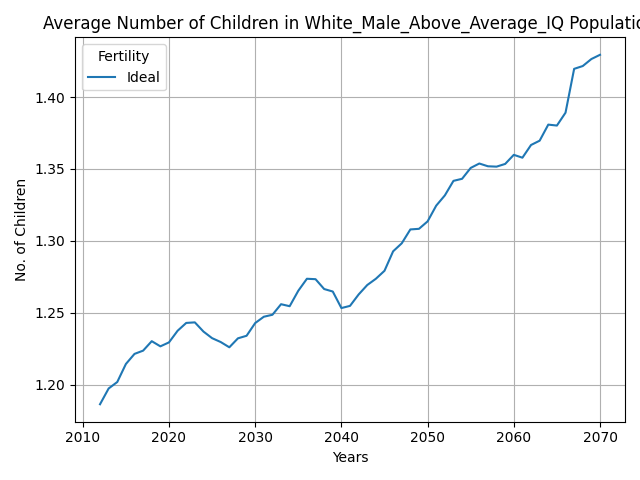 Average Number of Children in White_Male_Above_Average_IQ Populatio
Fertility
Ideal
No. of Children
1.40
1.35
1.30
1.25
1.20
2010 2020 2030 2040 2050 2060 2070
Years